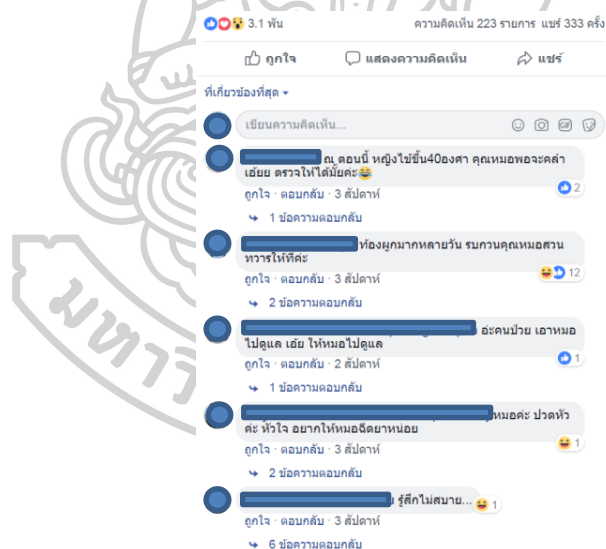 3.1 พัน ความคิดเห็น 223 รายการ แชร์ 333 ครั้ง
ถูกใจ แสดงความคิดเห็น แชร์
ที่เกี่ยวข้องที่สุด
เขียนความคิดเห็น... GIF
ณ ตอนนี้ หญิงไข้ขึ้น40องศา คุณหมอพอจะคล่ำ
เอ้ยย ตรวจให้ได้มั้ยค่ะ😂
2
ถูกใจ · ตอบกลับ · 3 สัปดาห์
1 ข้อความตอบกลับ
ท้องผูกมากหลายวัน รบกวนคุณหมอสวน
ทวารให้ทีค่ะ
12
ถูกใจ · ตอบกลับ · 3 สัปดาห์
2 ข้อความตอบกลับ
อ่ะคนป่วย เอาหมอ
ไปดูแล เอ้ย ให้หมอไปดูแล
1
ถูกใจ · ตอบกลับ · 2 สัปดาห์
1 ข้อความตอบกลับ
หมอค่ะ ปวดหัว
ค่ะ หัวใจ อยากให้หมอฉีดยาหน่อย
1
ถูกใจ · ตอบกลับ · 3 สัปดาห์
2 ข้อความตอบกลับ
รู้สึกไม่สบาย... 1
ถูกใจ · ตอบกลับ · 3 สัปดาห์
6 ข้อความตอบกลับ